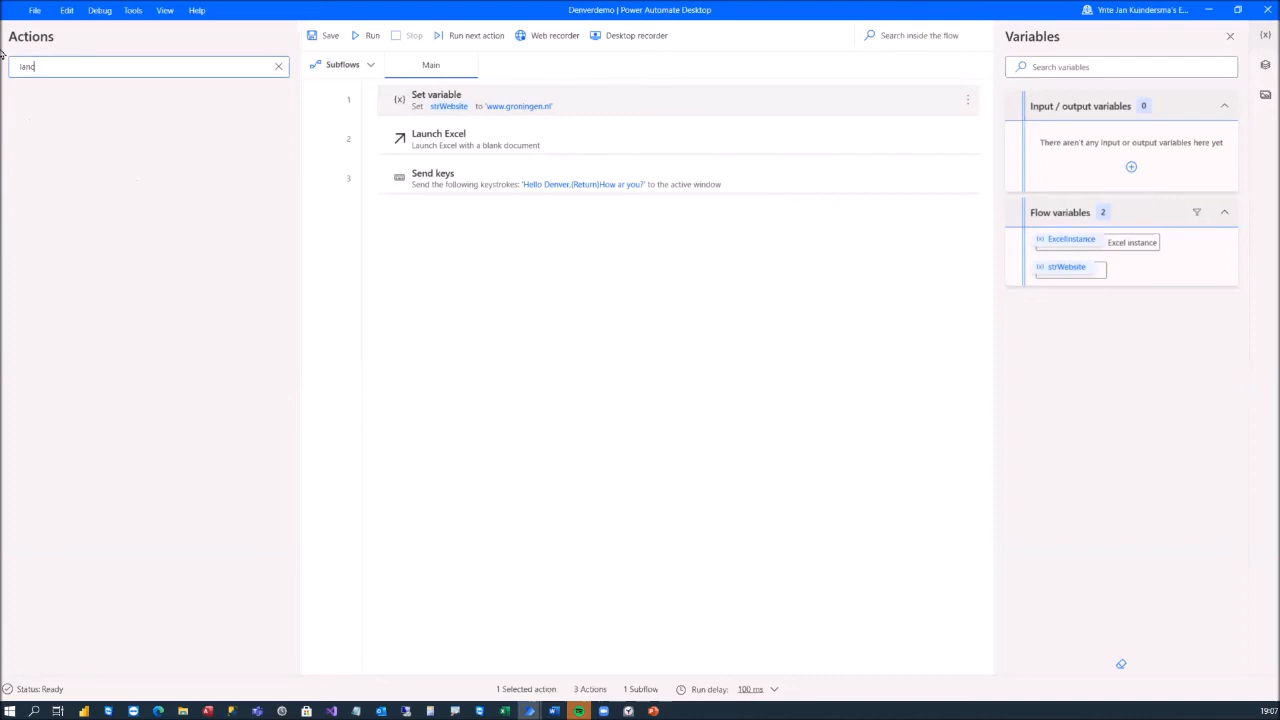 File Edit Debug Tools View Help
Denverdemo | Power Automate Desktop
Yrite Jan Kuindersma's E...
Actions
lanc
Save Run Stop Run next action Web recorder Desktop recorder
Search inside the flow
Subflows
Main
1
Set variable
Set strWebsite to 'www.groningen.nl'
2
Launch Excel
Launch Excel with a blank document
3
Send keys
Send the following keystrokes: 'Hello Denver,{Return}How ar you?' to the active window
Variables
{x}
Search variables
Input / output variables 0
There aren't any input or output variables here yet
Flow variables 2
(x) ExcelInstance Excel instance
(x) strWebsite
Status: Ready
1 Selected action
3 Actions
1 Subflow
Run delay: 100 ms
19:07